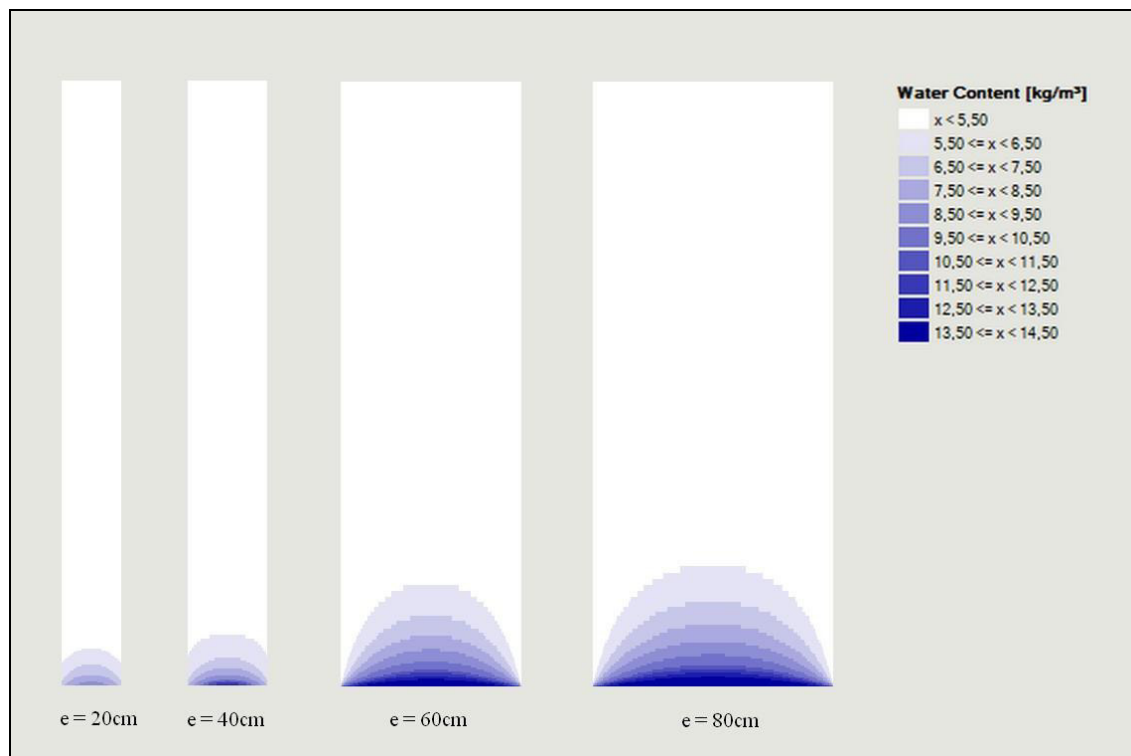 Water Content [kg/m³]
x < 5,50
5,50 <= x < 6,50
6,50 <= x < 7,50
7,50 <= x < 8,50
8,50 <= x < 9,50
9,50 <= x < 10,50
10,50 <= x < 11,50
11,50 <= x < 12,50
12,50 <= x < 13,50
13,50 <= x < 14,50
e = 20cm
e = 40cm
e = 60cm
e = 80cm